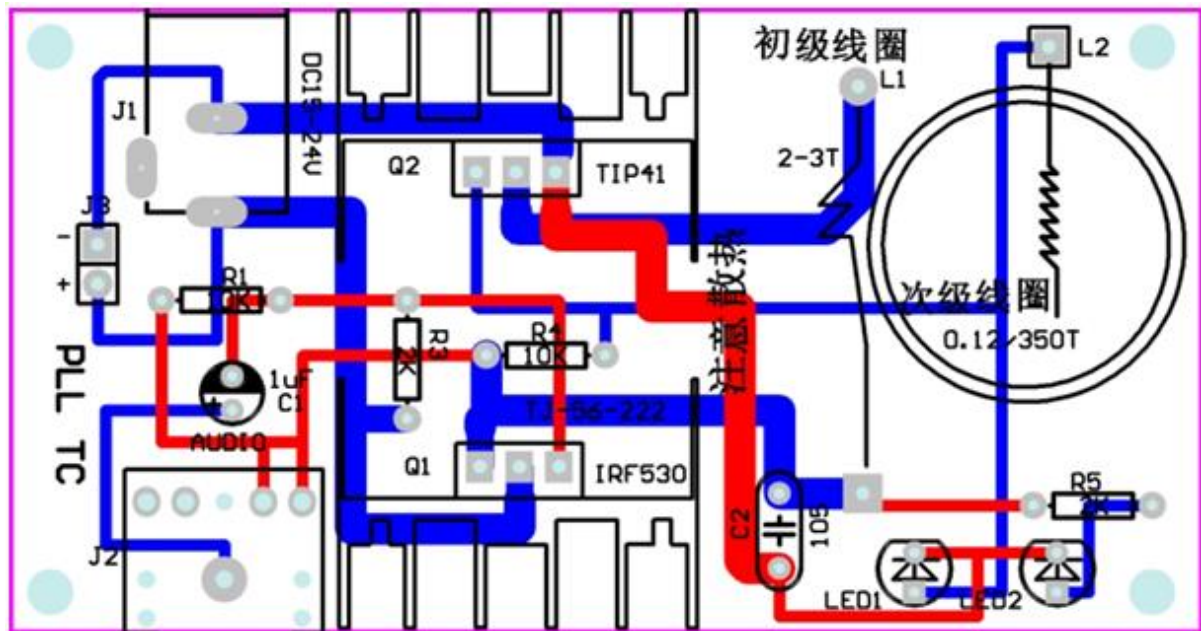 初级线圈
L1
L2
J1
DC15-24V
Q2
TIP41
2-3T
J3
-
+
R1
10K
R3
2K
R4
10K
注意散热
次级线圈
0.12/350T
PLL TC
1uF
C1
+
AUDIO
TJ-56-222
Q1
IRF530
C2
105
R5
2K
J2
LED1
LED2